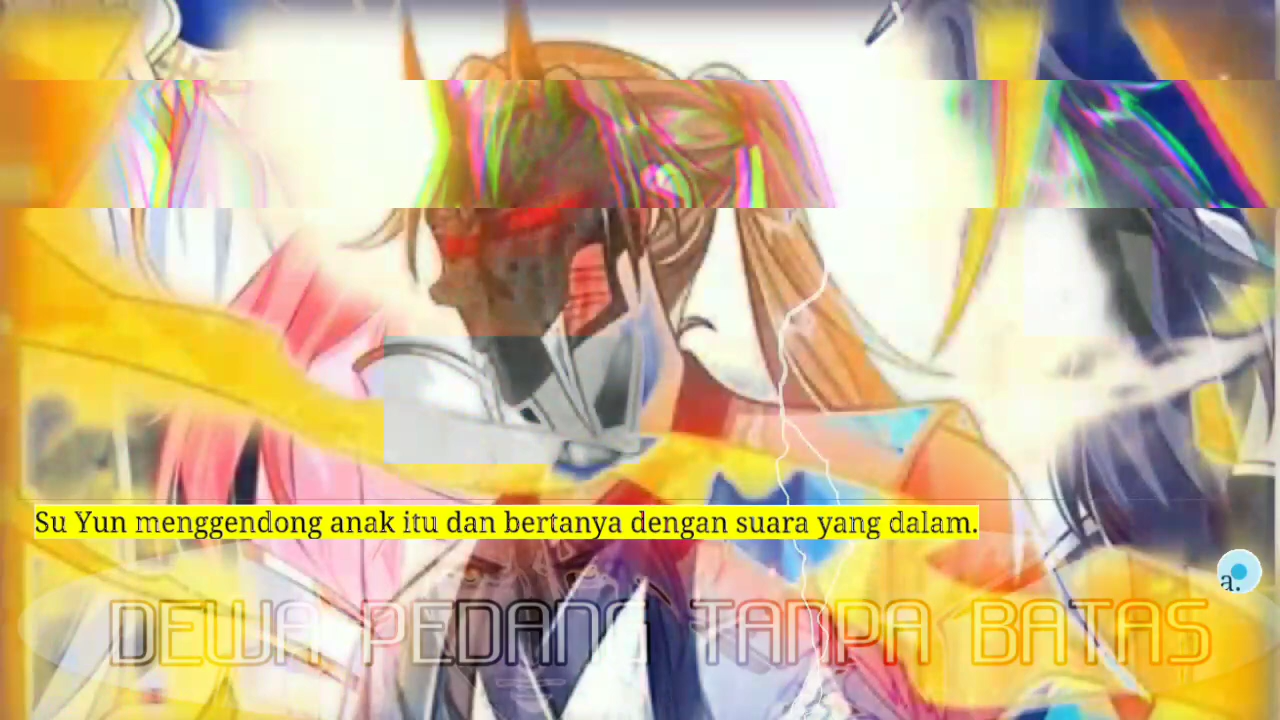 Su Yun menggendong anak itu dan bertanya dengan suara yang dalam.
a.
DEWA PEDANG TANPA BATAS